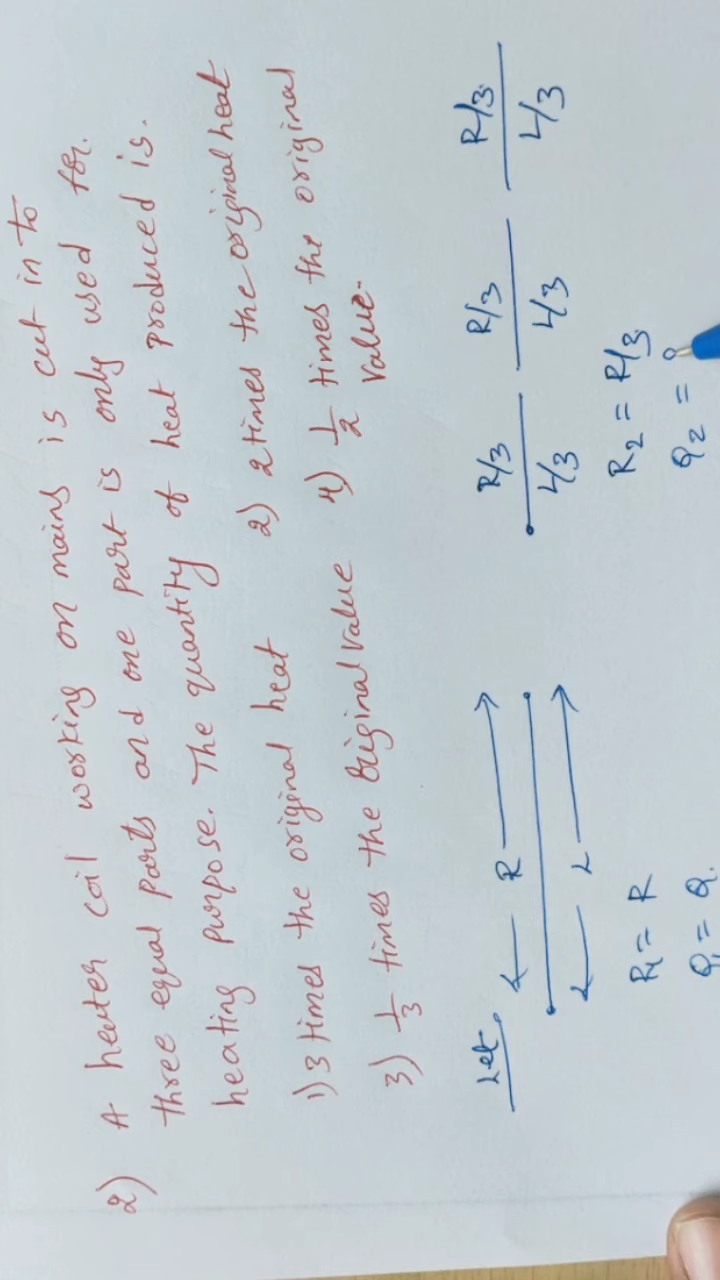 2) A heater coil working on mains is cut in to
three equal parts and one part is only used for
heating purpose. The quantity of heat produced is.
1) 3 times the original heat 2) 2 times the original heat
3) 1/3 times the original value 4) 1/2 times the original
value.
Let. ← R → R/3 R/3 R/3
← L → L/3 L/3 L/3
R1 = R R2 = R/3
Q1 = Q. Q2 =